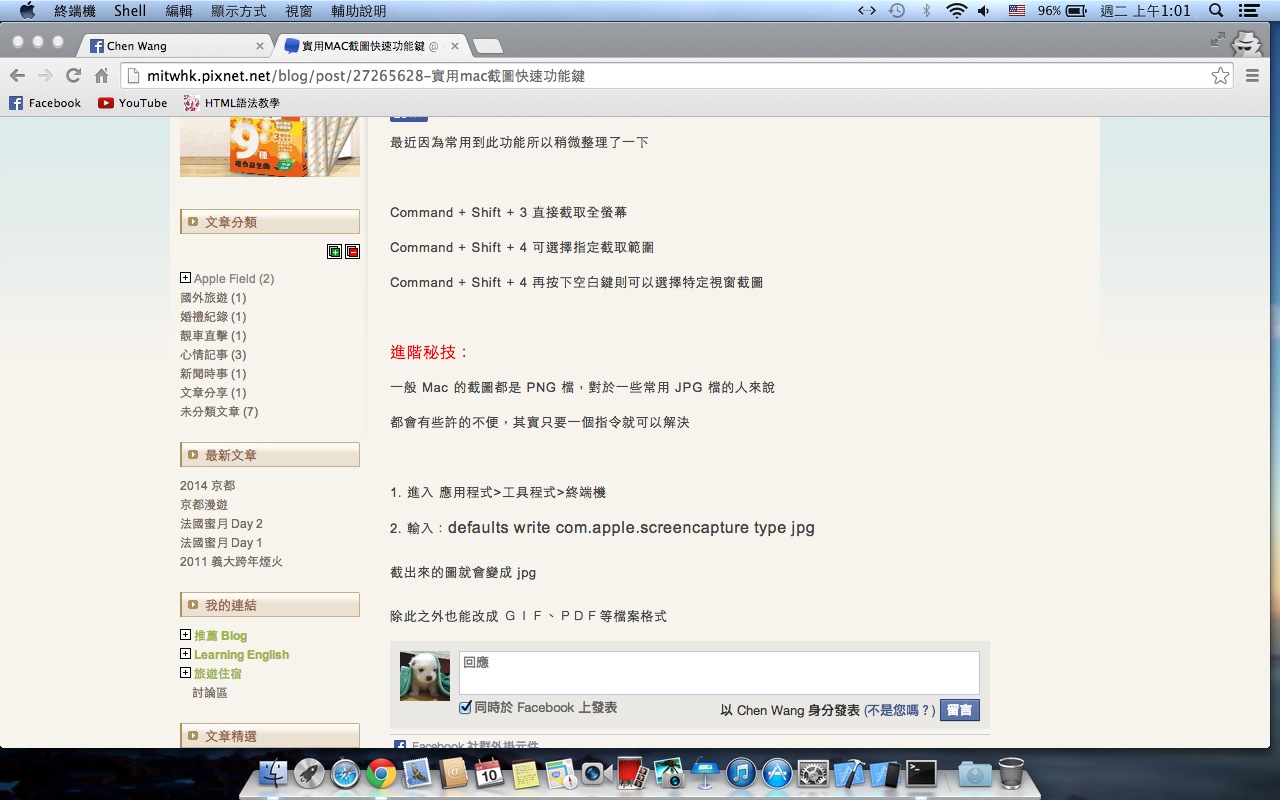 終端機 Shell 編輯 顯示方式 視窗 輔助說明 96% 週二 上午1:01
Chen Wang 實用MAC截圖快速功能鍵 @
mitwhk.pixnet.net/blog/post/27265628-實用mac截圖快速功能鍵
Facebook YouTube HTML語法教學
9種
文章分類
Apple Field (2)
國外旅遊 (1)
婚禮紀錄 (1)
靚車直擊 (1)
心情記事 (3)
新聞時事 (1)
文章分享 (1)
未分類文章 (7)
最新文章
2014 京都
京都漫遊
法國蜜月 Day 2
法國蜜月 Day 1
2011 義大跨年煙火
我的連結
推薦 Blog
Learning English
旅遊住宿
討論區
文章精選
最近因為常用到此功能所以稍微整理了一下
Command + Shift + 3 直接截取全螢幕
Command + Shift + 4 可選擇指定截取範圍
Command + Shift + 4 再按下空白鍵則可以選擇特定視窗截圖
進階秘技：
一般 Mac 的截圖都是 PNG 檔，對於一些常用 JPG 檔的人來說
都會有些許的不便，其實只要一個指令就可以解決
1. 進入 應用程式>工具程式>終端機
2. 輸入：defaults write com.apple.screencapture type jpg
截出來的圖就會變成 jpg
除此之外也能改成 ＧＩＦ、ＰＤＦ等檔案格式
回應
同時於 Facebook 上發表
以 Chen Wang 身分發表 (不是您嗎？) 留言
Facebook 社群外掛元件
10